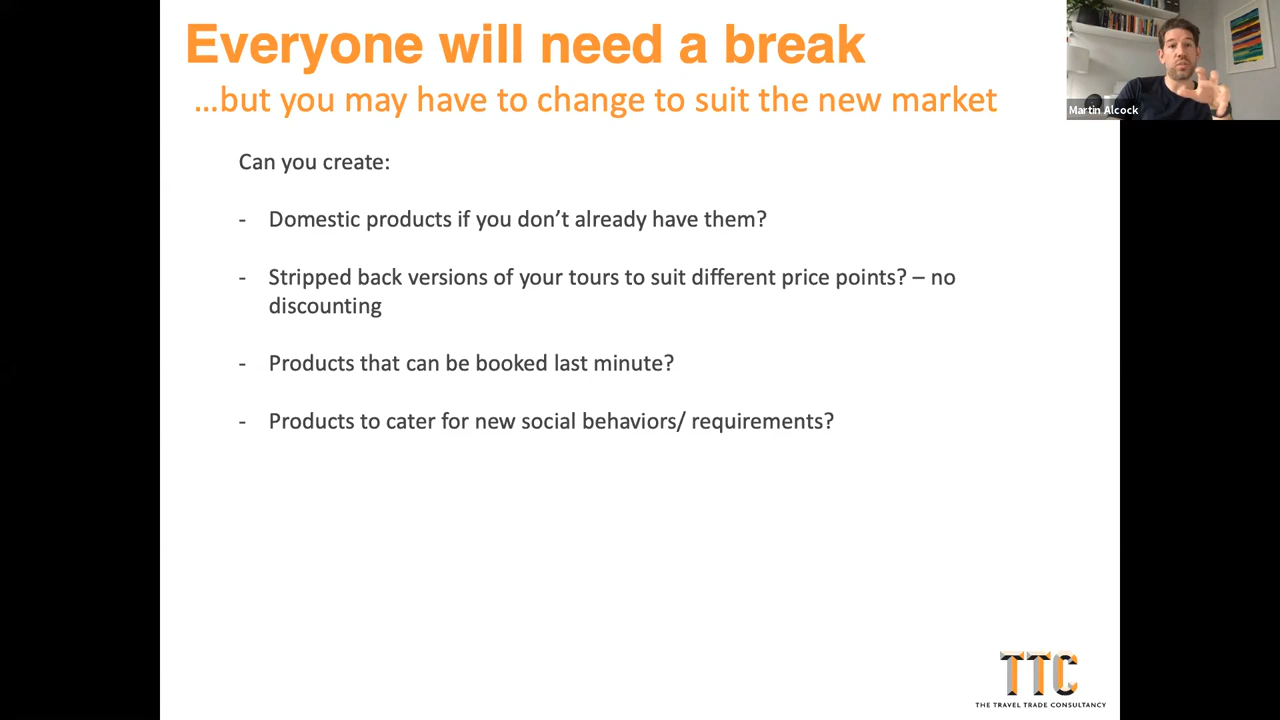 Everyone will need a break
...but you may have to change to suit the new market
Martin Alcock
Can you create:
- Domestic products if you don’t already have them?
- Stripped back versions of your tours to suit different price points? – no
discounting
- Products that can be booked last minute?
- Products to cater for new social behaviors/ requirements?
TTC
THE TRAVEL TRADE CONSULTANCY